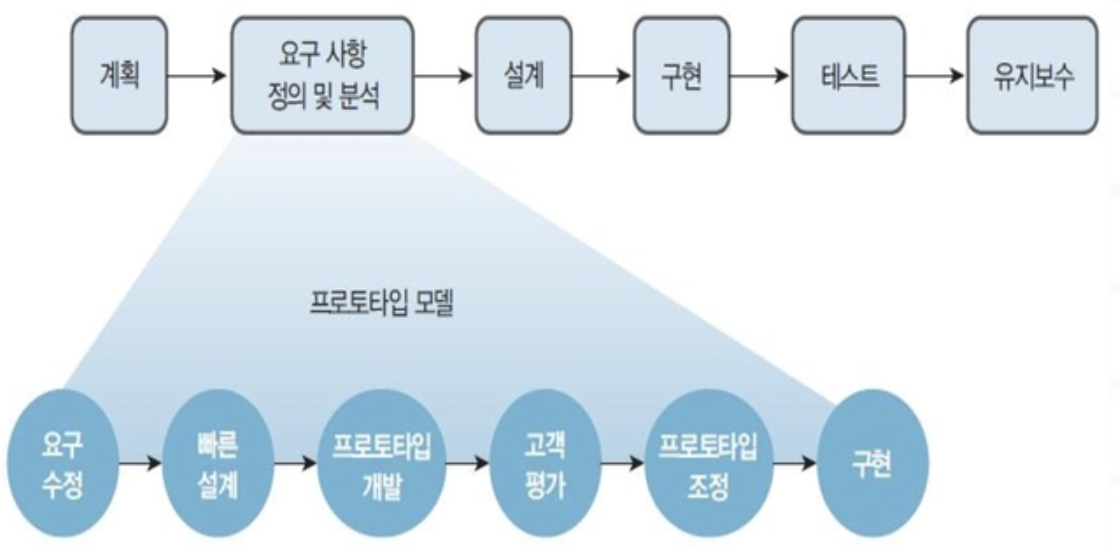 계획
요구 사항
정의 및 분석
설계
구현
테스트
유지보수
프로토타입 모델
요구
수정
빠른
설계
프로토타입
개발
고객
평가
프로토타입
조정
구현